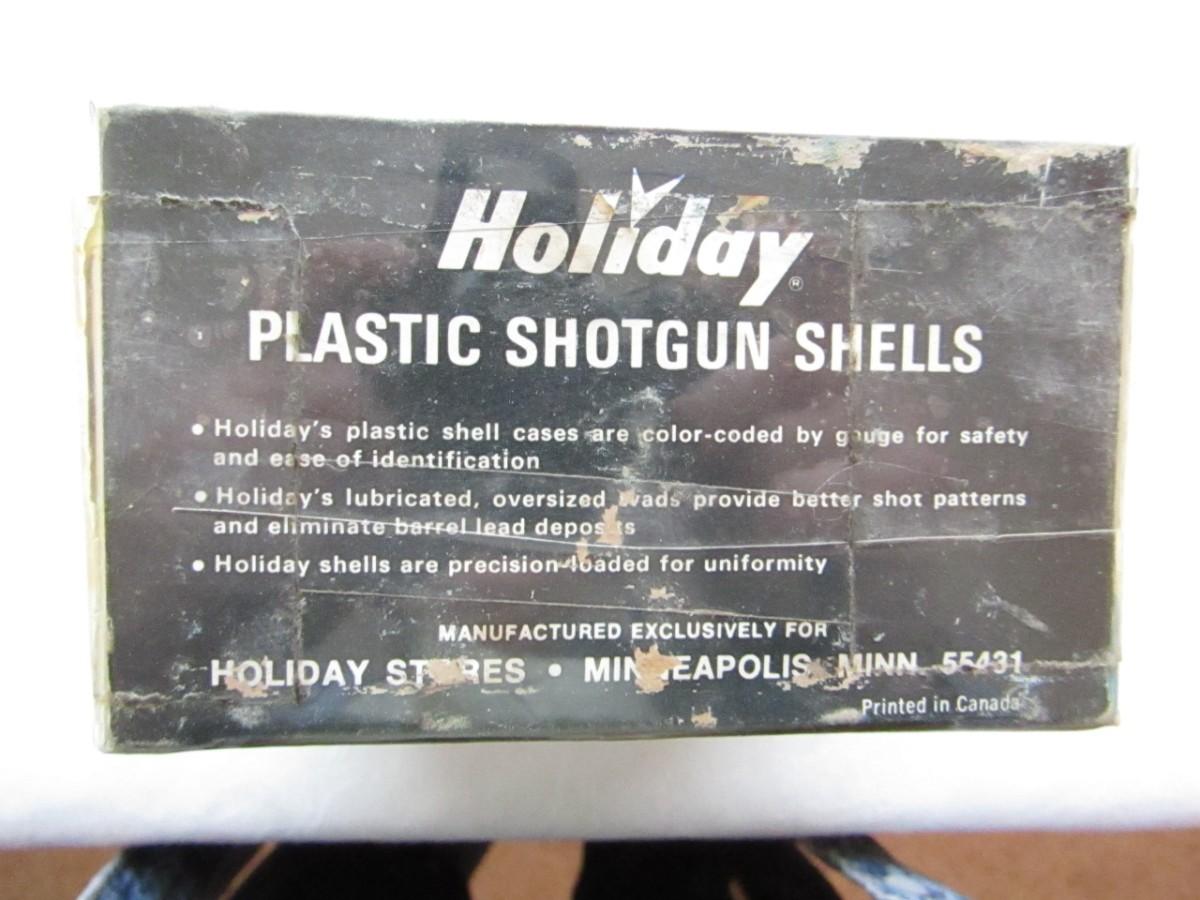 Holiday®
PLASTIC SHOTGUN SHELLS
• Holiday's plastic shell cases are color-coded by gauge for safety
and ease of identification
• Holiday's lubricated, oversized wads provide better shot patterns
and eliminate barrel lead deposits
• Holiday shells are precision-loaded for uniformity
MANUFACTURED EXCLUSIVELY FOR
HOLIDAY STORES • MINNEAPOLIS, MINN. 55431
Printed in Canada